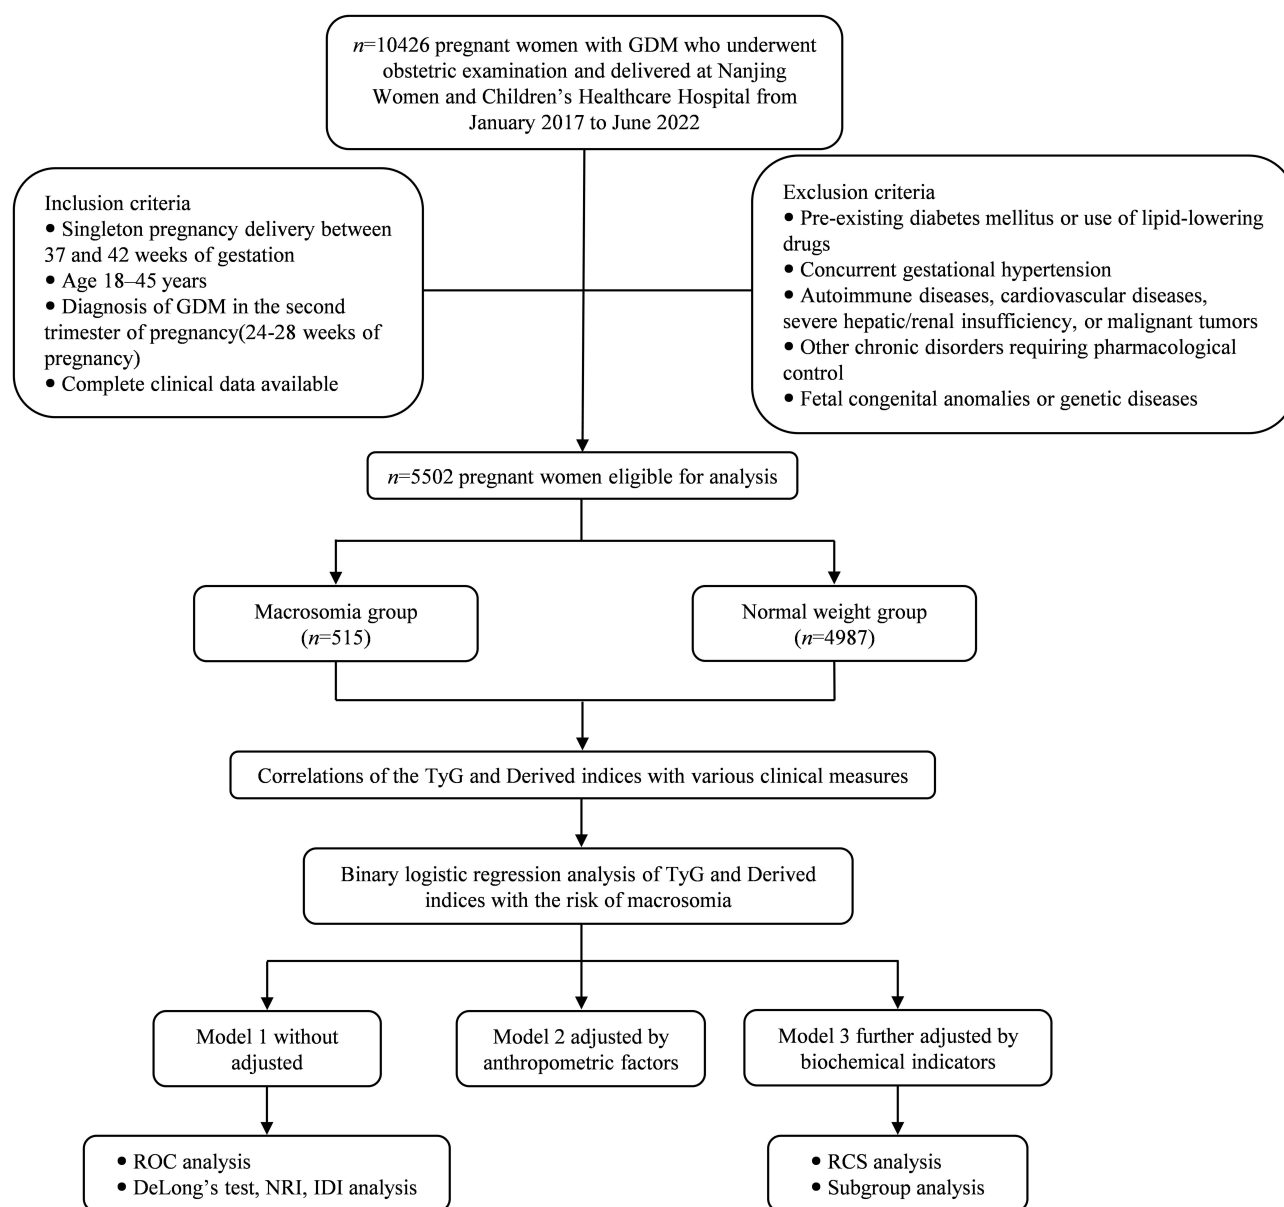 n=10426 pregnant women with GDM who underwent
obstetric examination and delivered at Nanjing
Women and Children’s Healthcare Hospital from
January 2017 to June 2022
Inclusion criteria
● Singleton pregnancy delivery between
37 and 42 weeks of gestation
● Age 18–45 years
● Diagnosis of GDM in the second
trimester of pregnancy(24-28 weeks of
pregnancy)
● Complete clinical data available
Exclusion criteria
● Pre-existing diabetes mellitus or use of lipid-lowering
drugs
● Concurrent gestational hypertension
● Autoimmune diseases, cardiovascular diseases,
severe hepatic/renal insufficiency, or malignant tumors
● Other chronic disorders requiring pharmacological
control
● Fetal congenital anomalies or genetic diseases
n=5502 pregnant women eligible for analysis
Macrosomia group
(n=515)
Normal weight group
(n=4987)
Correlations of the TyG and Derived indices with various clinical measures
Binary logistic regression analysis of TyG and Derived
indices with the risk of macrosomia
Model 1 without
adjusted
Model 2 adjusted by
anthropometric factors
Model 3 further adjusted by
biochemical indicators
● ROC analysis
● DeLong’s test, NRI, IDI analysis
● RCS analysis
● Subgroup analysis